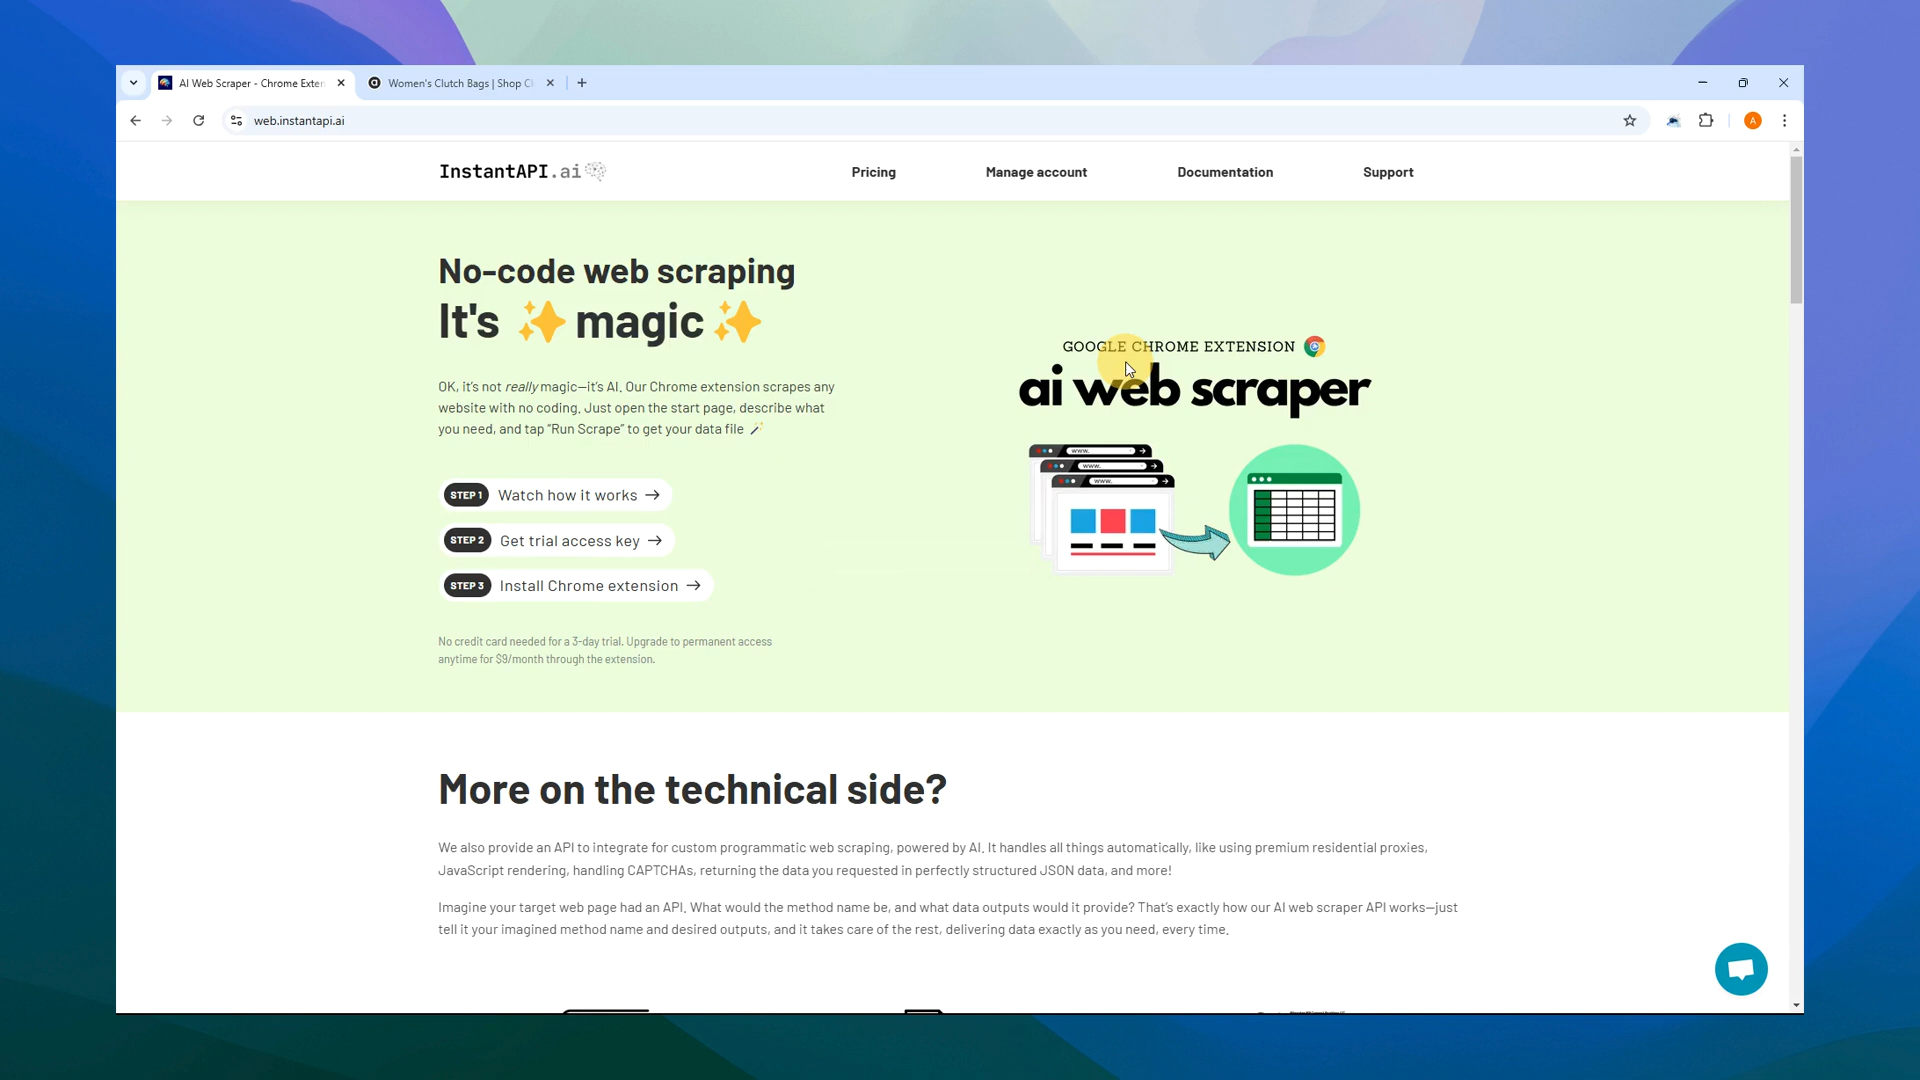 AI Web Scraper - Chrome Exten
Women's Clutch Bags | Shop Cl
web.instantapi.ai
A
InstantAPI.ai
Pricing
Manage account
Documentation
Support
No-code web scraping
It's ✨ magic ✨
OK, it's not really magic—it's AI. Our Chrome extension scrapes any
website with no coding. Just open the start page, describe what
you need, and tap “Run Scrape” to get your data file 🪄
STEP 1 Watch how it works →
STEP 2 Get trial access key →
STEP 3 Install Chrome extension →
No credit card needed for a 3-day trial. Upgrade to permanent access
anytime for $9/month through the extension.
GOOGLE CHROME EXTENSION
ai web scraper
www.
www.
www.
More on the technical side?
We also provide an API to integrate for custom programmatic web scraping, powered by AI. It handles all things automatically, like using premium residential proxies,
JavaScript rendering, handling CAPTCHAs, returning the data you requested in perfectly structured JSON data, and more!
Imagine your target web page had an API. What would the method name be, and what data outputs would it provide? That's exactly how our AI web scraper API works—just
tell it your imagined method name and desired outputs, and it takes care of the rest, delivering data exactly as you need, every time.